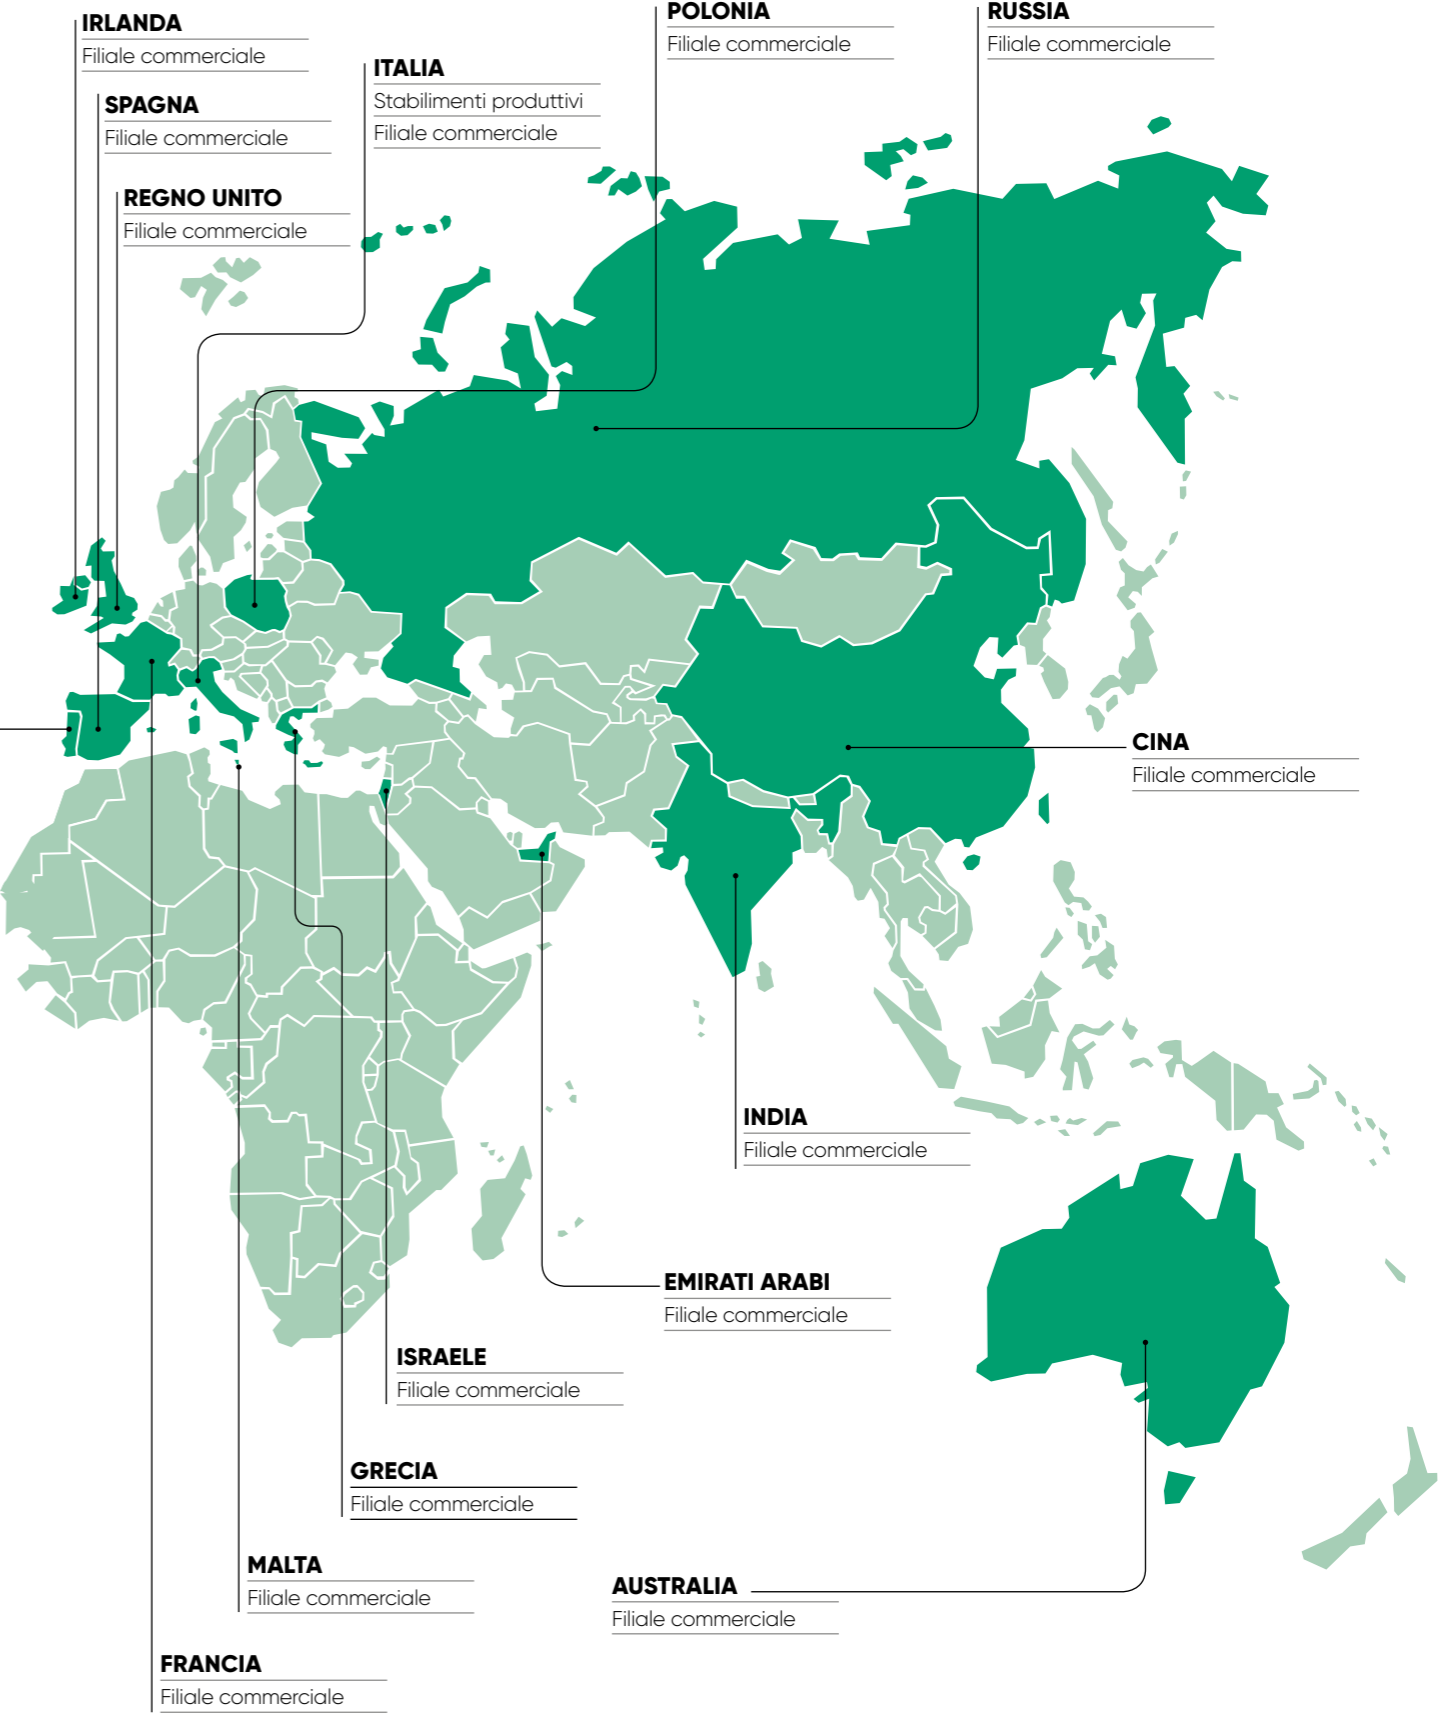 IRLANDA
Filiale commerciale
SPAGNA
Filiale commerciale
REGNO UNITO
Filiale commerciale
ITALIA
Stabilimenti produttivi
Filiale commerciale
POLONIA
Filiale commerciale
RUSSIA
Filiale commerciale
CINA
Filiale commerciale
INDIA
Filiale commerciale
EMIRATI ARABI
Filiale commerciale
ISRAELE
Filiale commerciale
GRECIA
Filiale commerciale
MALTA
Filiale commerciale
AUSTRALIA
Filiale commerciale
FRANCIA
Filiale commerciale